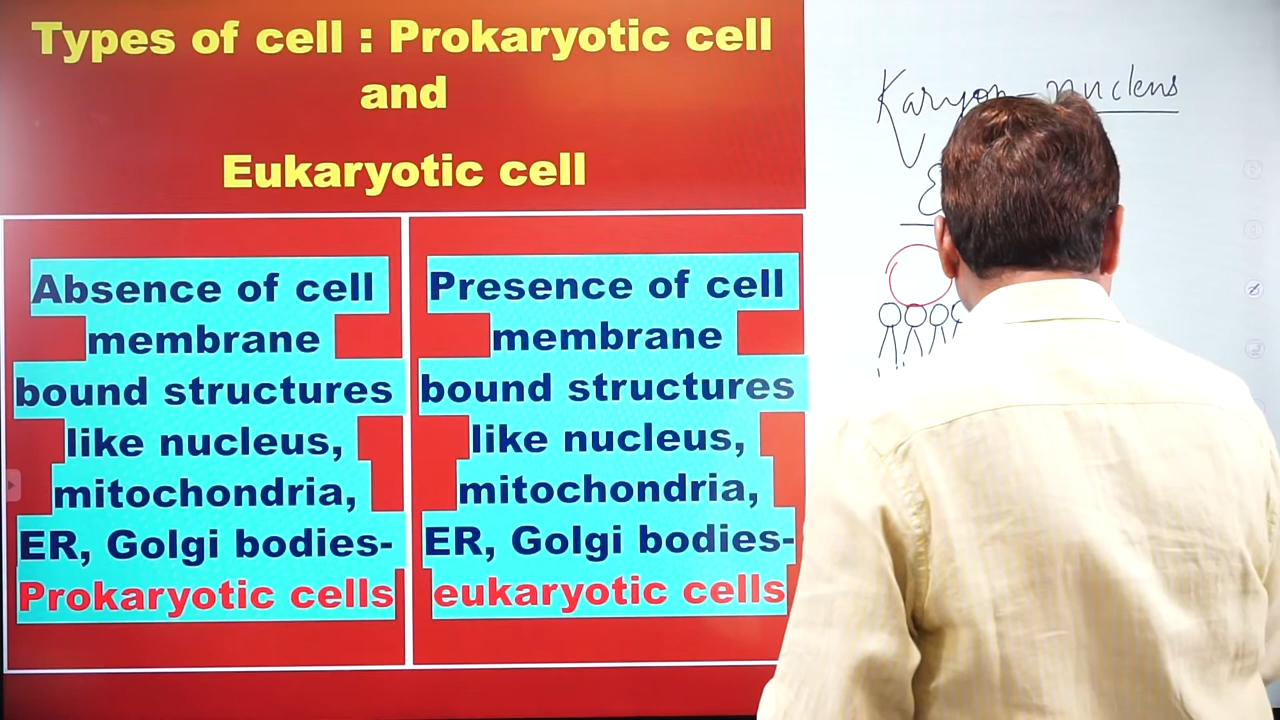 Types of cell : Prokaryotic cell
and
Eukaryotic cell
Absence of cell
membrane
bound structures
like nucleus,
mitochondria,
ER, Golgi bodies-
Prokaryotic cells
Presence of cell
membrane
bound structures
like nucleus,
mitochondria,
ER, Golgi bodies-
eukaryotic cells
Karyon - nucleus